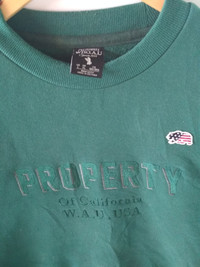 W.A.U
PROPERTY
Of California
W.A.U, USA